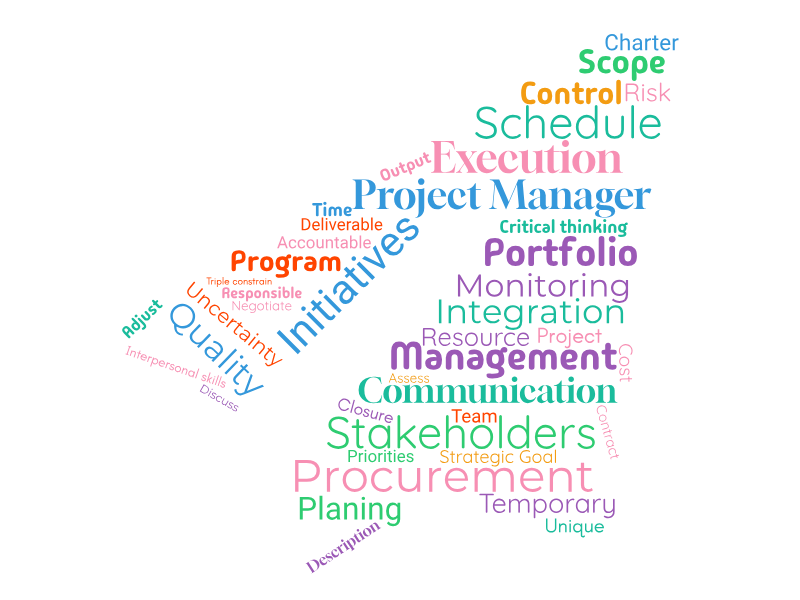 Charter
Scope
Control Risk
Schedule
Output Execution
Project Manager
Time
Deliverable
Critical thinking
Accountable
Portfolio
Program
Initiatives
Triple constrain
Monitoring
Responsible
Negotiate
Integration
Uncertainty
Adjust
Quality
Resource Project
Management
Cost
Interpersonal skills
Assess
Communication
Discuss
Closure
Team
Contract
Stakeholders
Priorities
Strategic Goal
Procurement
Planing
Temporary
Unique
Description